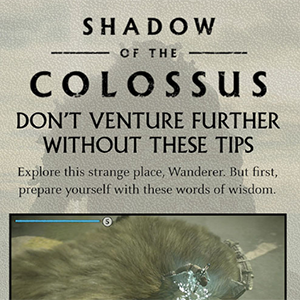 SHADOW
OF THE
COLOSSUS
DON'T VENTURE FURTHER
WITHOUT THESE TIPS
Explore this strange place, Wanderer. But first,
prepare yourself with these words of wisdom.
S